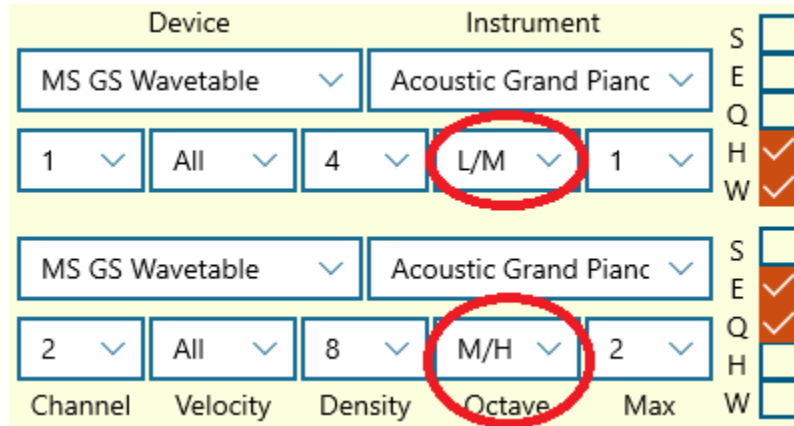 Device Instrument S
MS GS Wavetable Acoustic Grand Pianc E
Q
1 All 4 L/M 1 H
W
MS GS Wavetable Acoustic Grand Pianc S
E
2 All 8 M/H 2 Q
H
Channel Velocity Density Octave Max W